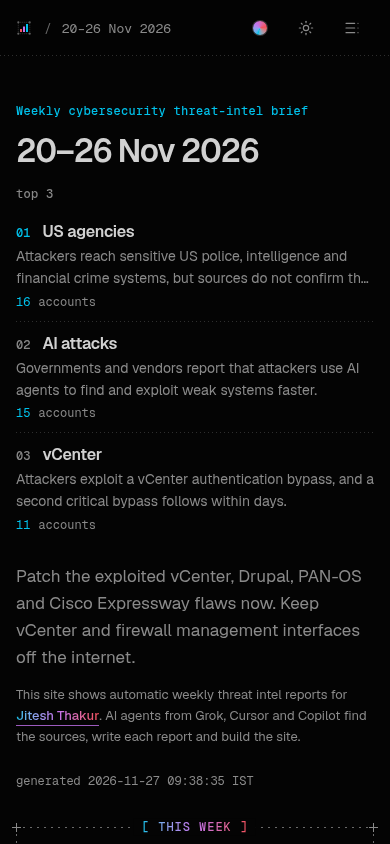 / 20–26 Nov 2026
Weekly cybersecurity threat-intel brief
20–26 Nov 2026
top 3
01 US agencies
Attackers reach sensitive US police, intelligence and
financial crime systems, but sources do not confirm th…
16 accounts
02 AI attacks
Governments and vendors report that attackers use AI
agents to find and exploit weak systems faster.
15 accounts
03 vCenter
Attackers exploit a vCenter authentication bypass, and a
second critical bypass follows within days.
11 accounts
Patch the exploited vCenter, Drupal, PAN-OS
and Cisco Expressway flaws now. Keep
vCenter and firewall management interfaces
off the internet.
This site shows automatic weekly threat intel reports for
Jitesh Thakur. AI agents from Grok, Cursor and Copilot find
the sources, write each report and build the site.
generated 2026-11-27 09:38:35 IST
[ THIS WEEK ]